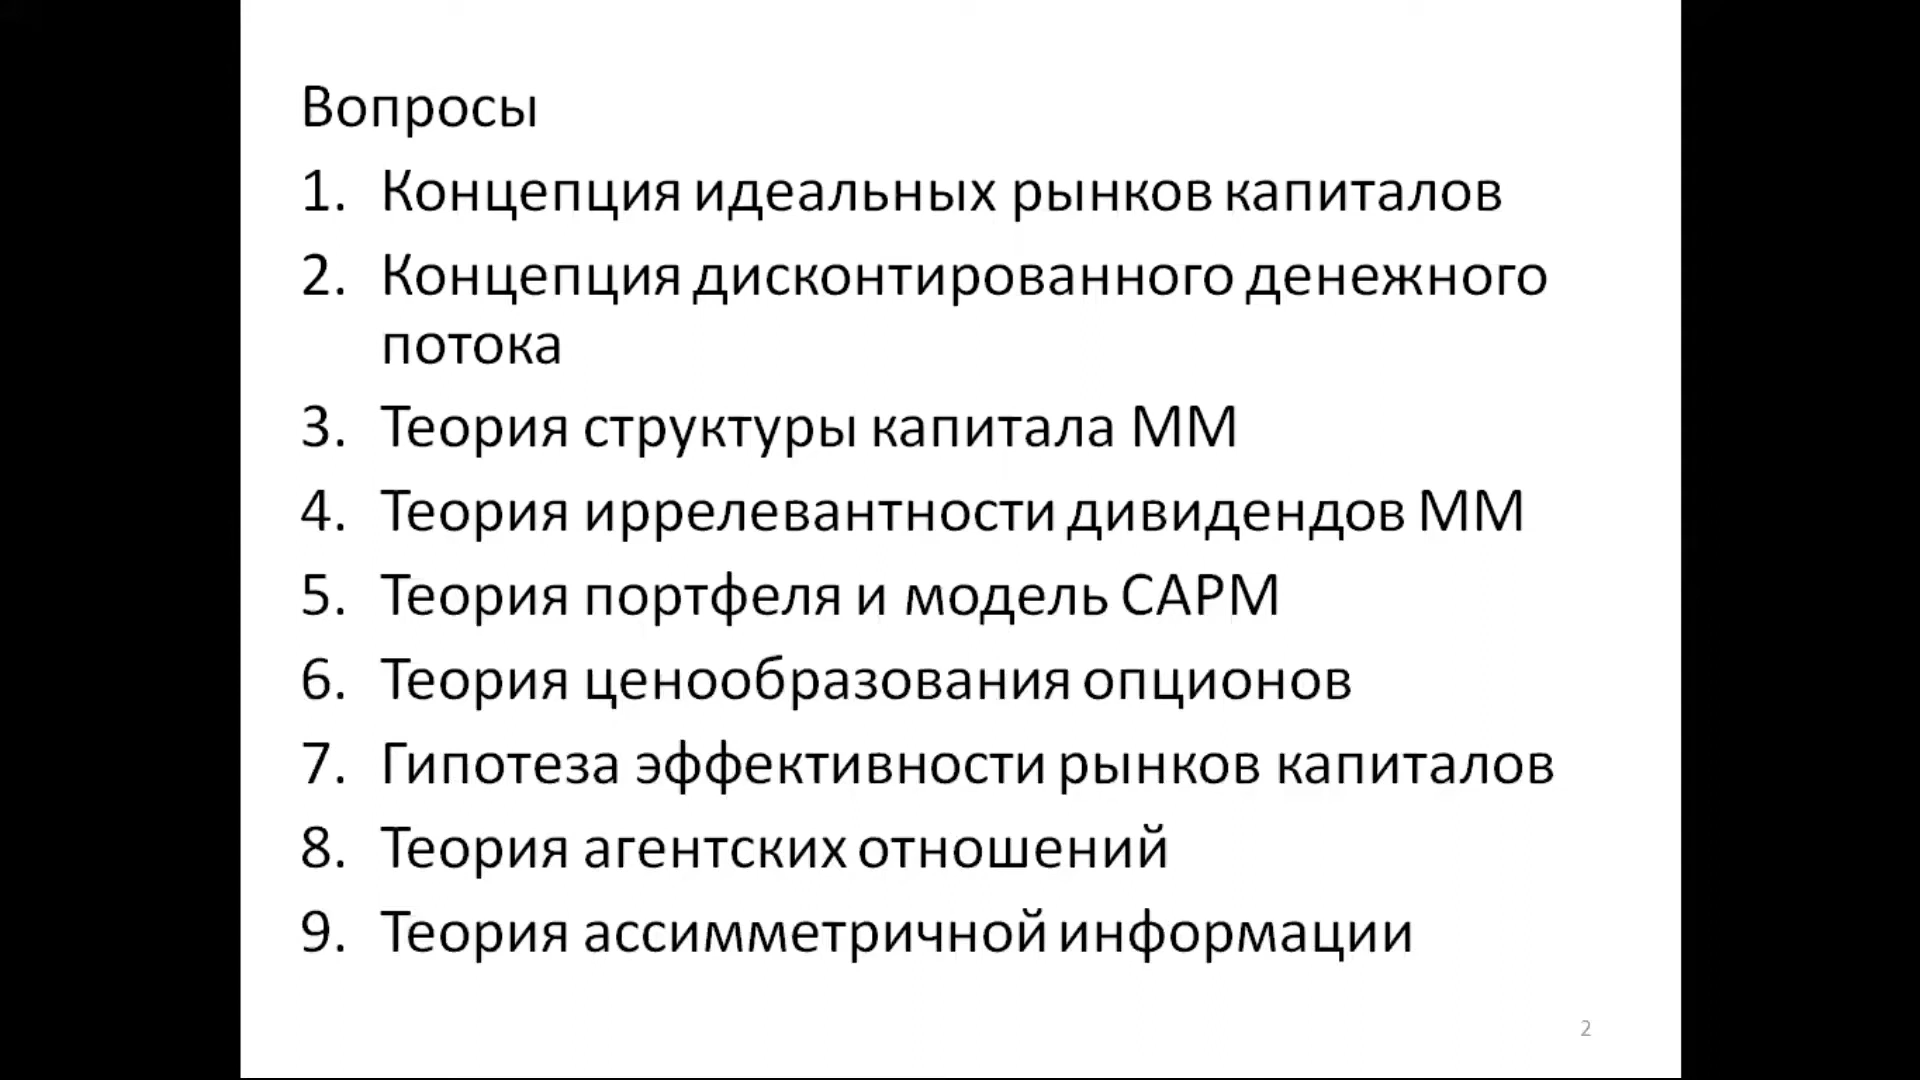 Вопросы
1. Концепция идеальных рынков капиталов
2. Концепция дисконтированного денежного
потока
3. Теория структуры капитала ММ
4. Теория иррелевантности дивидендов ММ
5. Теория портфеля и модель САРМ
6. Теория ценообразования опционов
7. Гипотеза эффективности рынков капиталов
8. Теория агентских отношений
9. Теория ассимметричной информации
2